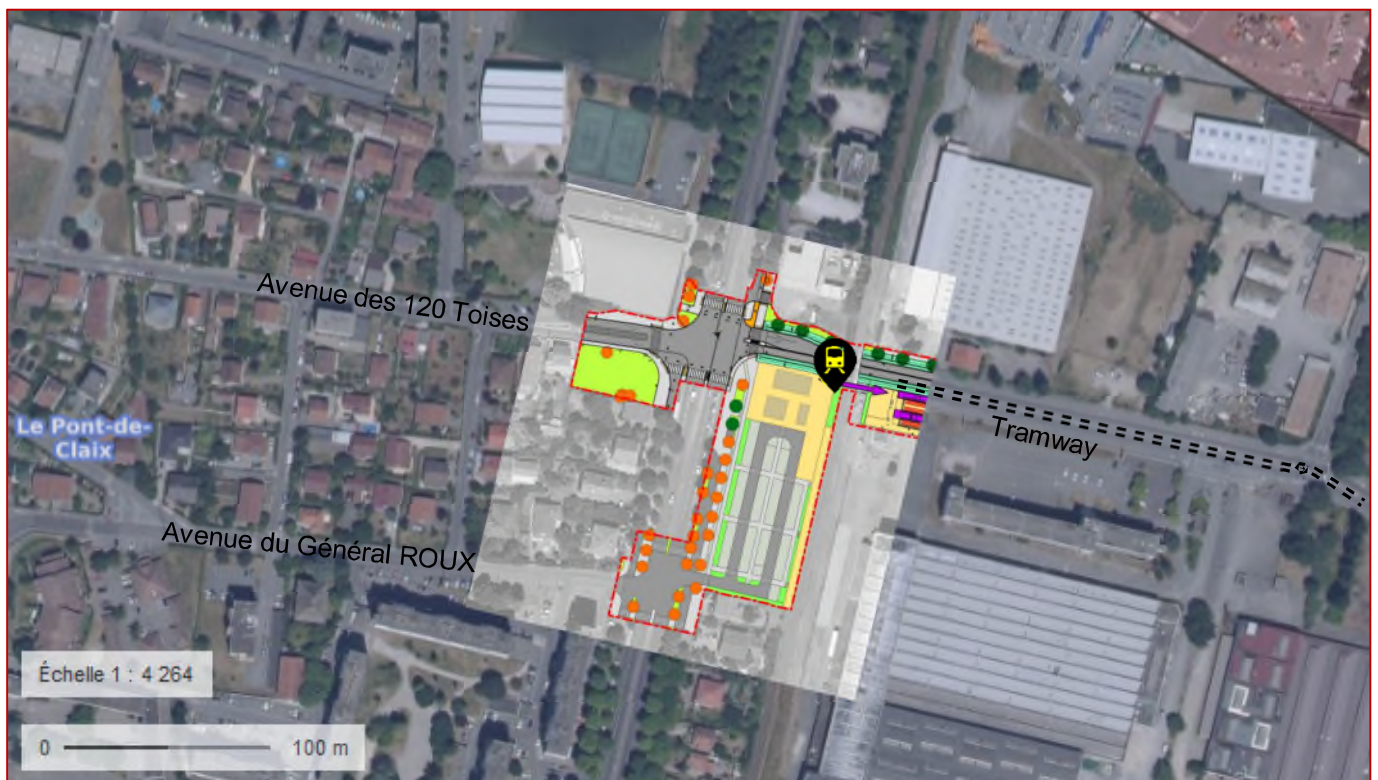 Avenue des 120 Toises
Le Pont-de-
Claix
Tramway
Avenue du Général ROUX
Échelle 1 : 4 264
0 100 m